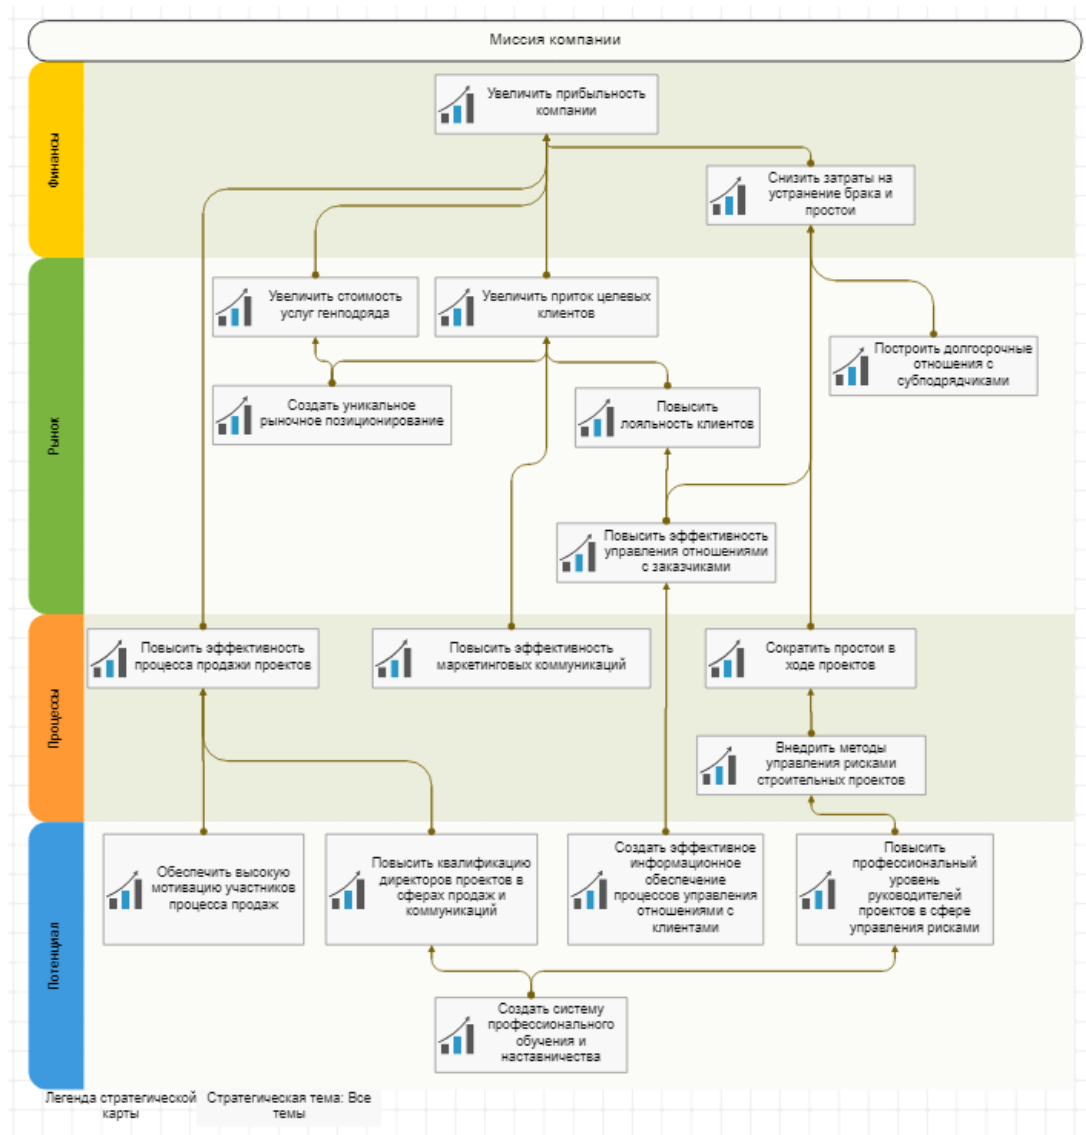 Миссия компании
Финансы
Увеличить прибыльность
компании
Снизить затраты на
устранение брака и
простои
Рынок
Увеличить стоимость
услуг генподряда
Увеличить приток целевых
клиентов
Построить долгосрочные
отношения с
субподрядчиками
Создать уникальное
рыночное позиционирование
Повысить
лояльность клиентов
Повысить эффективность
управления отношениями
с заказчиками
Процессы
Повысить эффективность
процесса продажи проектов
Повысить эффективность
маркетинговых коммуникаций
Сократить простои в
ходе проектов
Внедрить методы
управления рисками
строительных проектов
Потенциал
Обеспечить высокую
мотивацию участников
процесса продаж
Повысить квалификацию
директоров проектов в
сферах продаж и
коммуникаций
Создать эффективное
информационное
обеспечение
процессов управления
отношениями с
клиентами
Повысить
профессиональный
уровень
руководителей
проектов в сфере
управления рисками
Создать систему
профессионального
обучения и
наставничества
Легенда стратегической
карты
Стратегическая тема: Все
темы